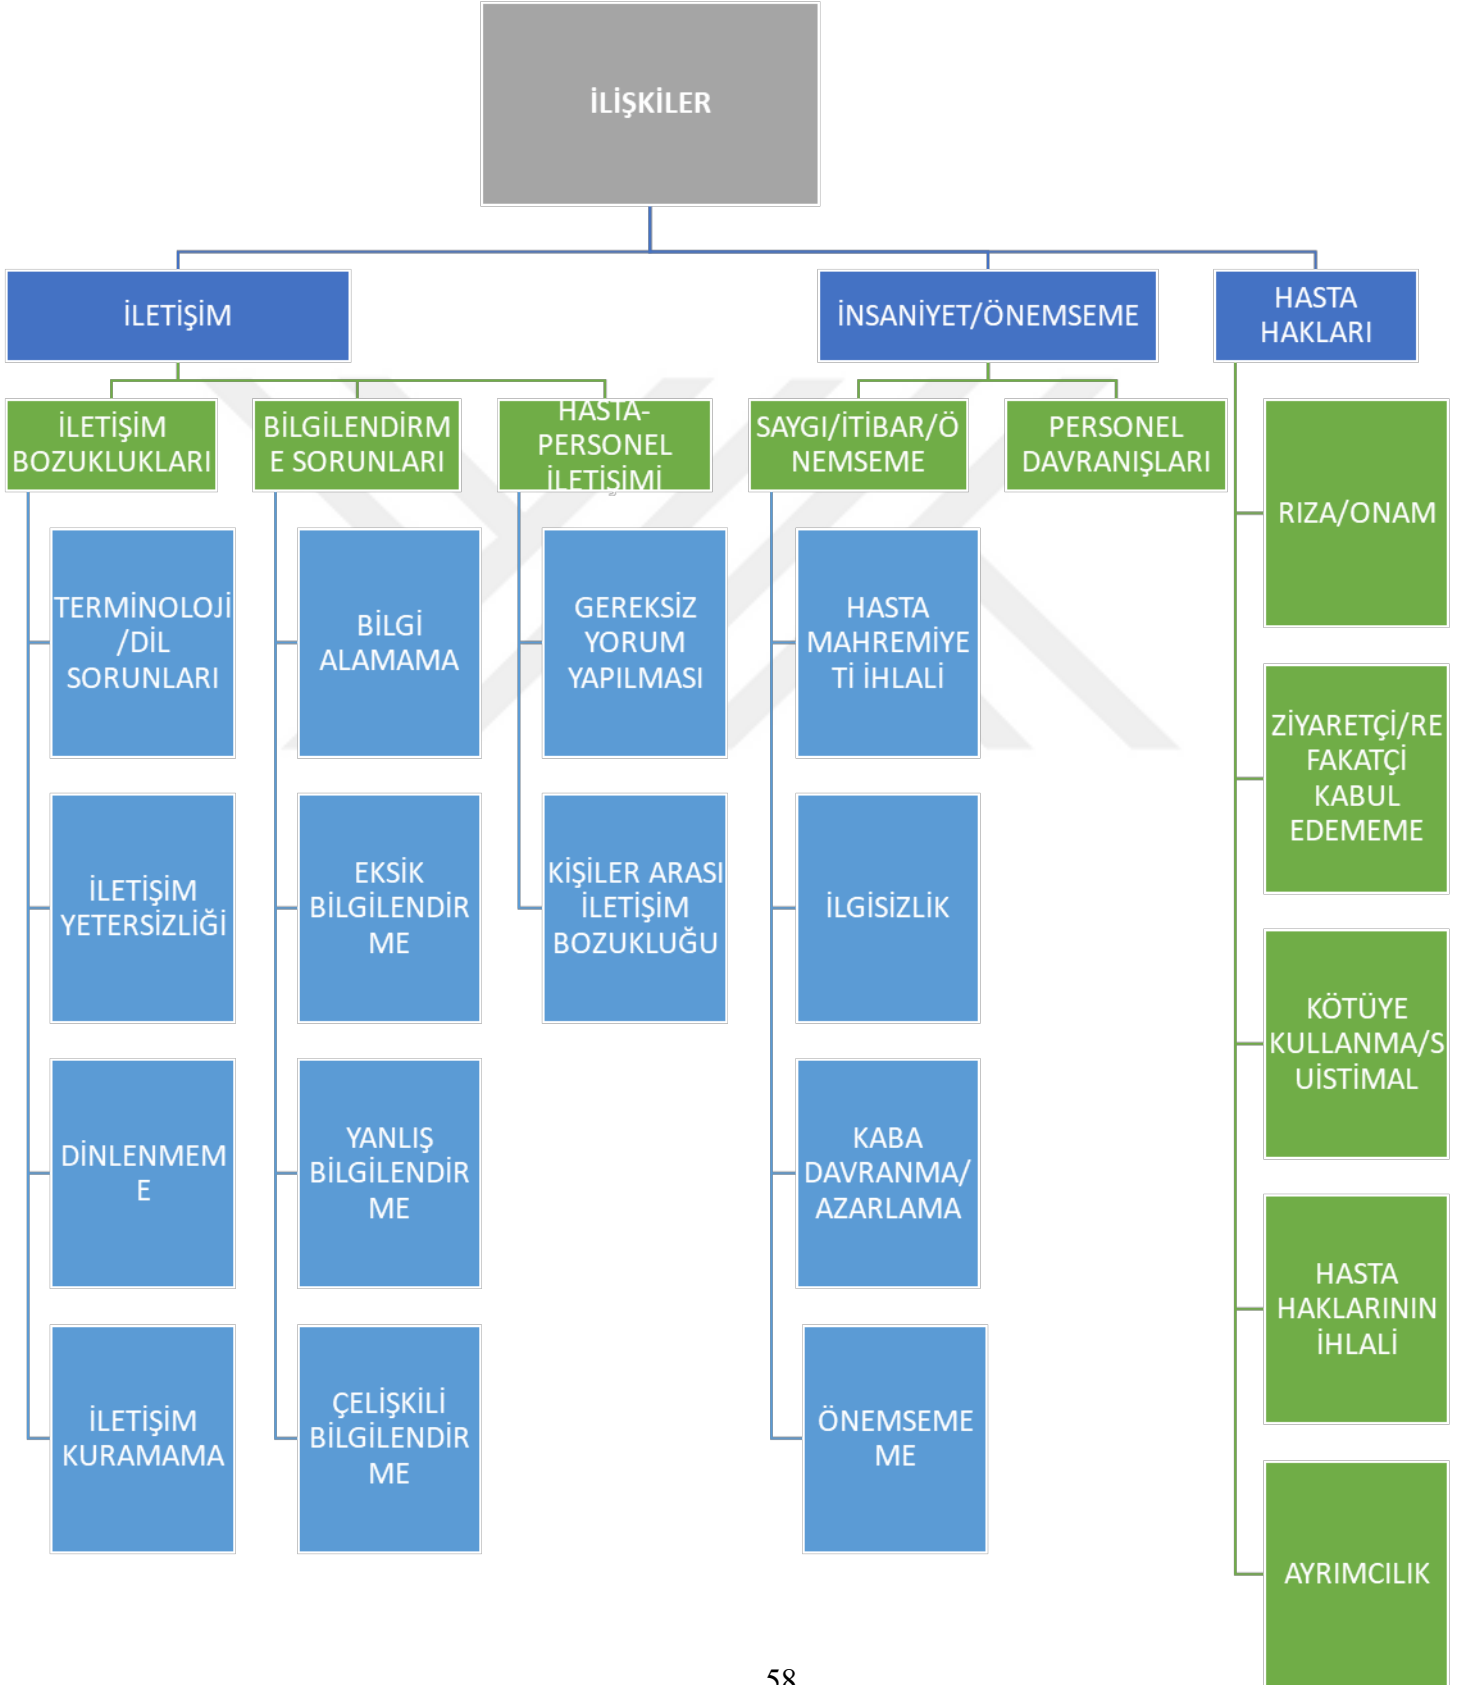 İLİŞKİLER
İLETİŞİM
İNSANİYET/ÖNEMSEME
HASTA
HAKLARI
İLETİŞİM
BOZUKLUKLARI
BİLGİLENDİRM
E SORUNLARI
HASTA-
PERSONEL
İLETİŞİMİ
SAYGI/İTİBAR/Ö
NEMSEME
PERSONEL
DAVRANIŞLARI
TERMİNOLOJİ
/DİL
SORUNLARI
İLETİŞİM
YETERSİZLİĞİ
DİNLENMEM
E
İLETİŞİM
KURAMAMA
BİLGİ
ALAMAMA
EKSİK
BİLGİLENDİR
ME
YANLIŞ
BİLGİLENDİR
ME
ÇELİŞKİLİ
BİLGİLENDİR
ME
GEREKSİZ
YORUM
YAPILMASI
KİŞİLER ARASI
İLETİŞİM
BOZUKLUĞU
HASTA
MAHREMİYE
Tİ İHLALİ
İLGİSİZLİK
KABA
DAVRANMA/
AZARLAMA
ÖNEMSEME
ME
RIZA/ONAM
ZİYARETÇİ/RE
FAKATÇİ
KABUL
EDEMEME
KÖTÜYE
KULLANMA/S
UİSTİMAL
HASTA
HAKLARININ
İHLALİ
AYRIMCILIK
58